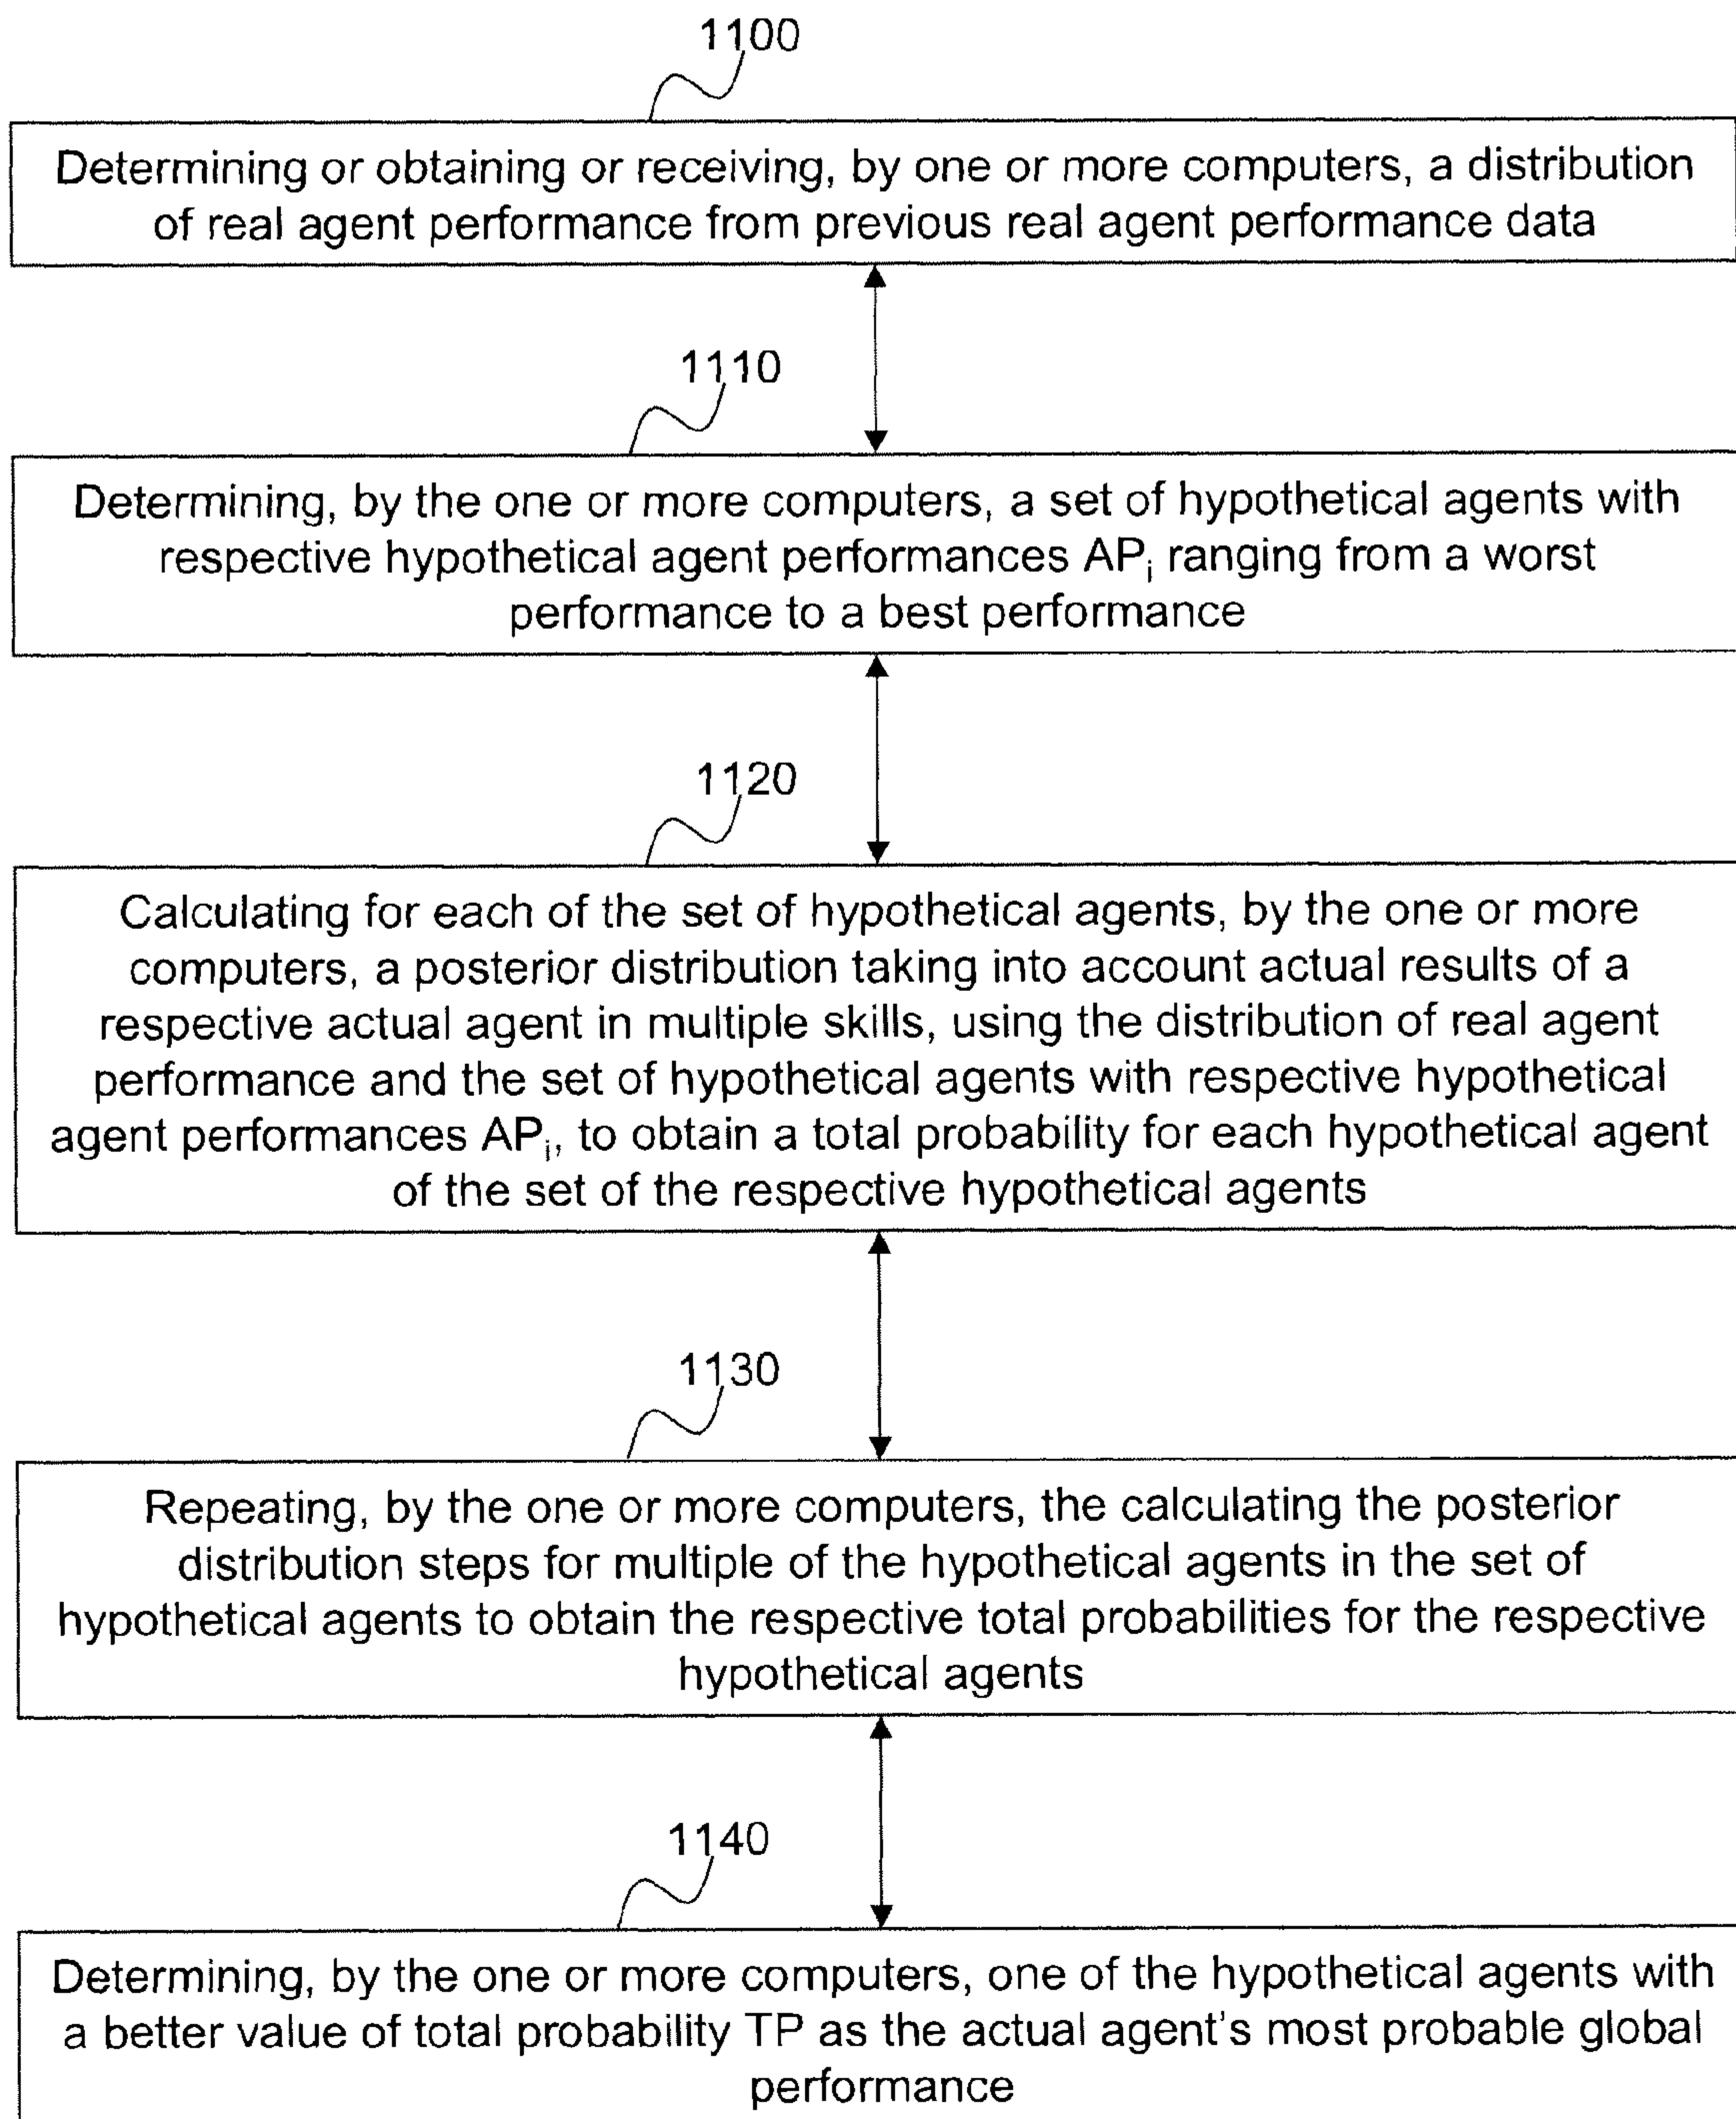 1100
Determining or obtaining or receiving, by one or more computers, a distribution
of real agent performance from previous real agent performance data
1110
Determining, by the one or more computers, a set of hypothetical agents with
respective hypothetical agent performances APi ranging from a worst
performance to a best performance
1120
Calculating for each of the set of hypothetical agents, by the one or more
computers, a posterior distribution taking into account actual results of a
respective actual agent in multiple skills, using the distribution of real agent
performance and the set of hypothetical agents with respective hypothetical
agent performances APi, to obtain a total probability for each hypothetical agent
of the set of the respective hypothetical agents
1130
Repeating, by the one or more computers, the calculating the posterior
distribution steps for multiple of the hypothetical agents in the set of
hypothetical agents to obtain the respective total probabilities for the respective
hypothetical agents
1140
Determining, by the one or more computers, one of the hypothetical agents with
a better value of total probability TP as the actual agent's most probable global
performance